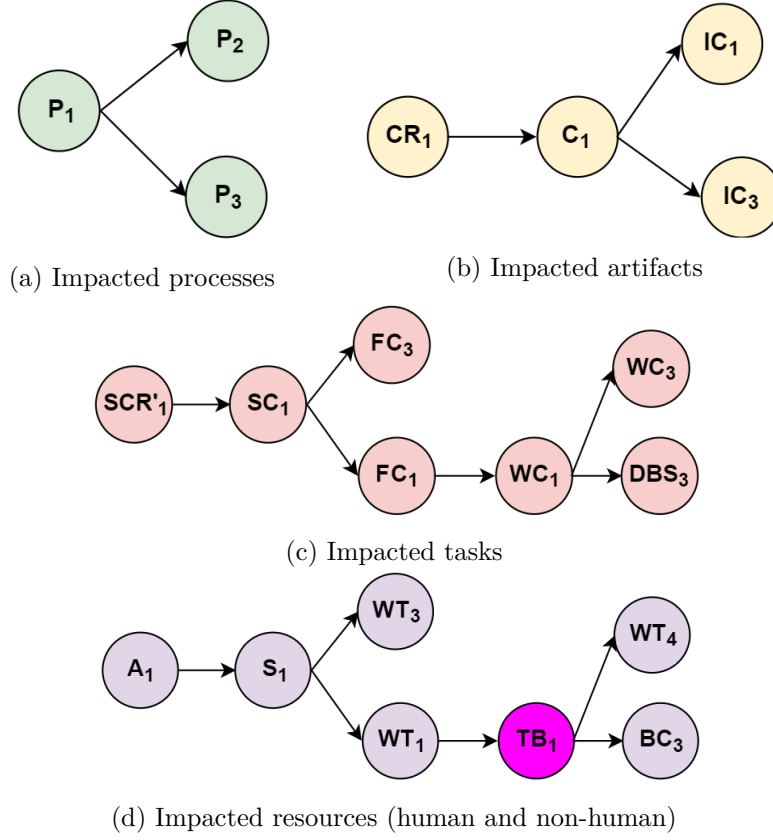 P₁
P₂
P₃
(a) Impacted processes
CR₁
C₁
IC₁
IC₃
(b) Impacted artifacts
SCR'₁
SC₁
FC₃
FC₁
WC₁
WC₃
DBS₃
(c) Impacted tasks
A₁
S₁
WT₃
WT₁
TB₁
WT₄
BC₃
(d) Impacted resources (human and non-human)